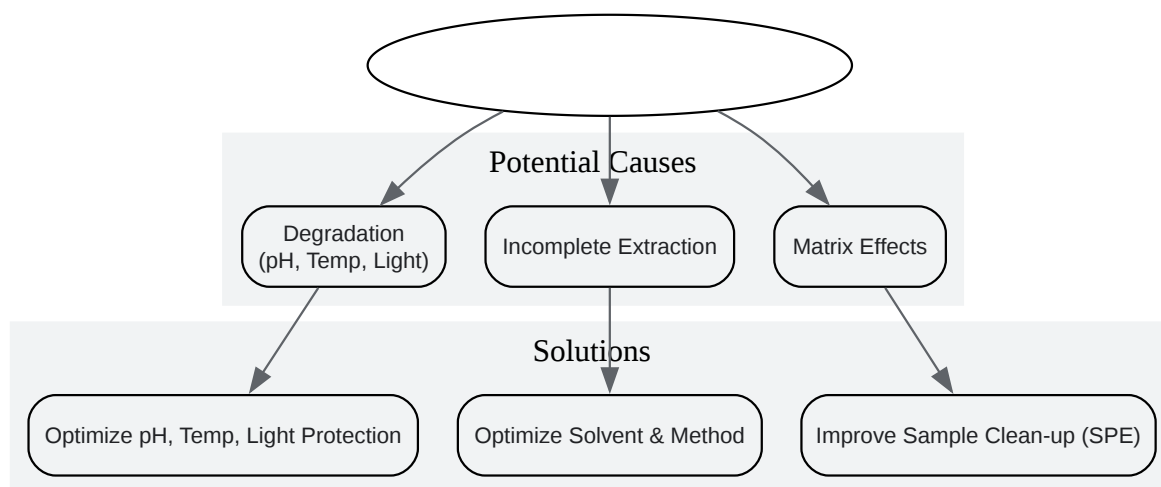 Potential Causes
Degradation
(pH, Temp, Light)
Incomplete Extraction
Matrix Effects
Solutions
Optimize pH, Temp, Light Protection
Optimize Solvent & Method
Improve Sample Clean-up (SPE)